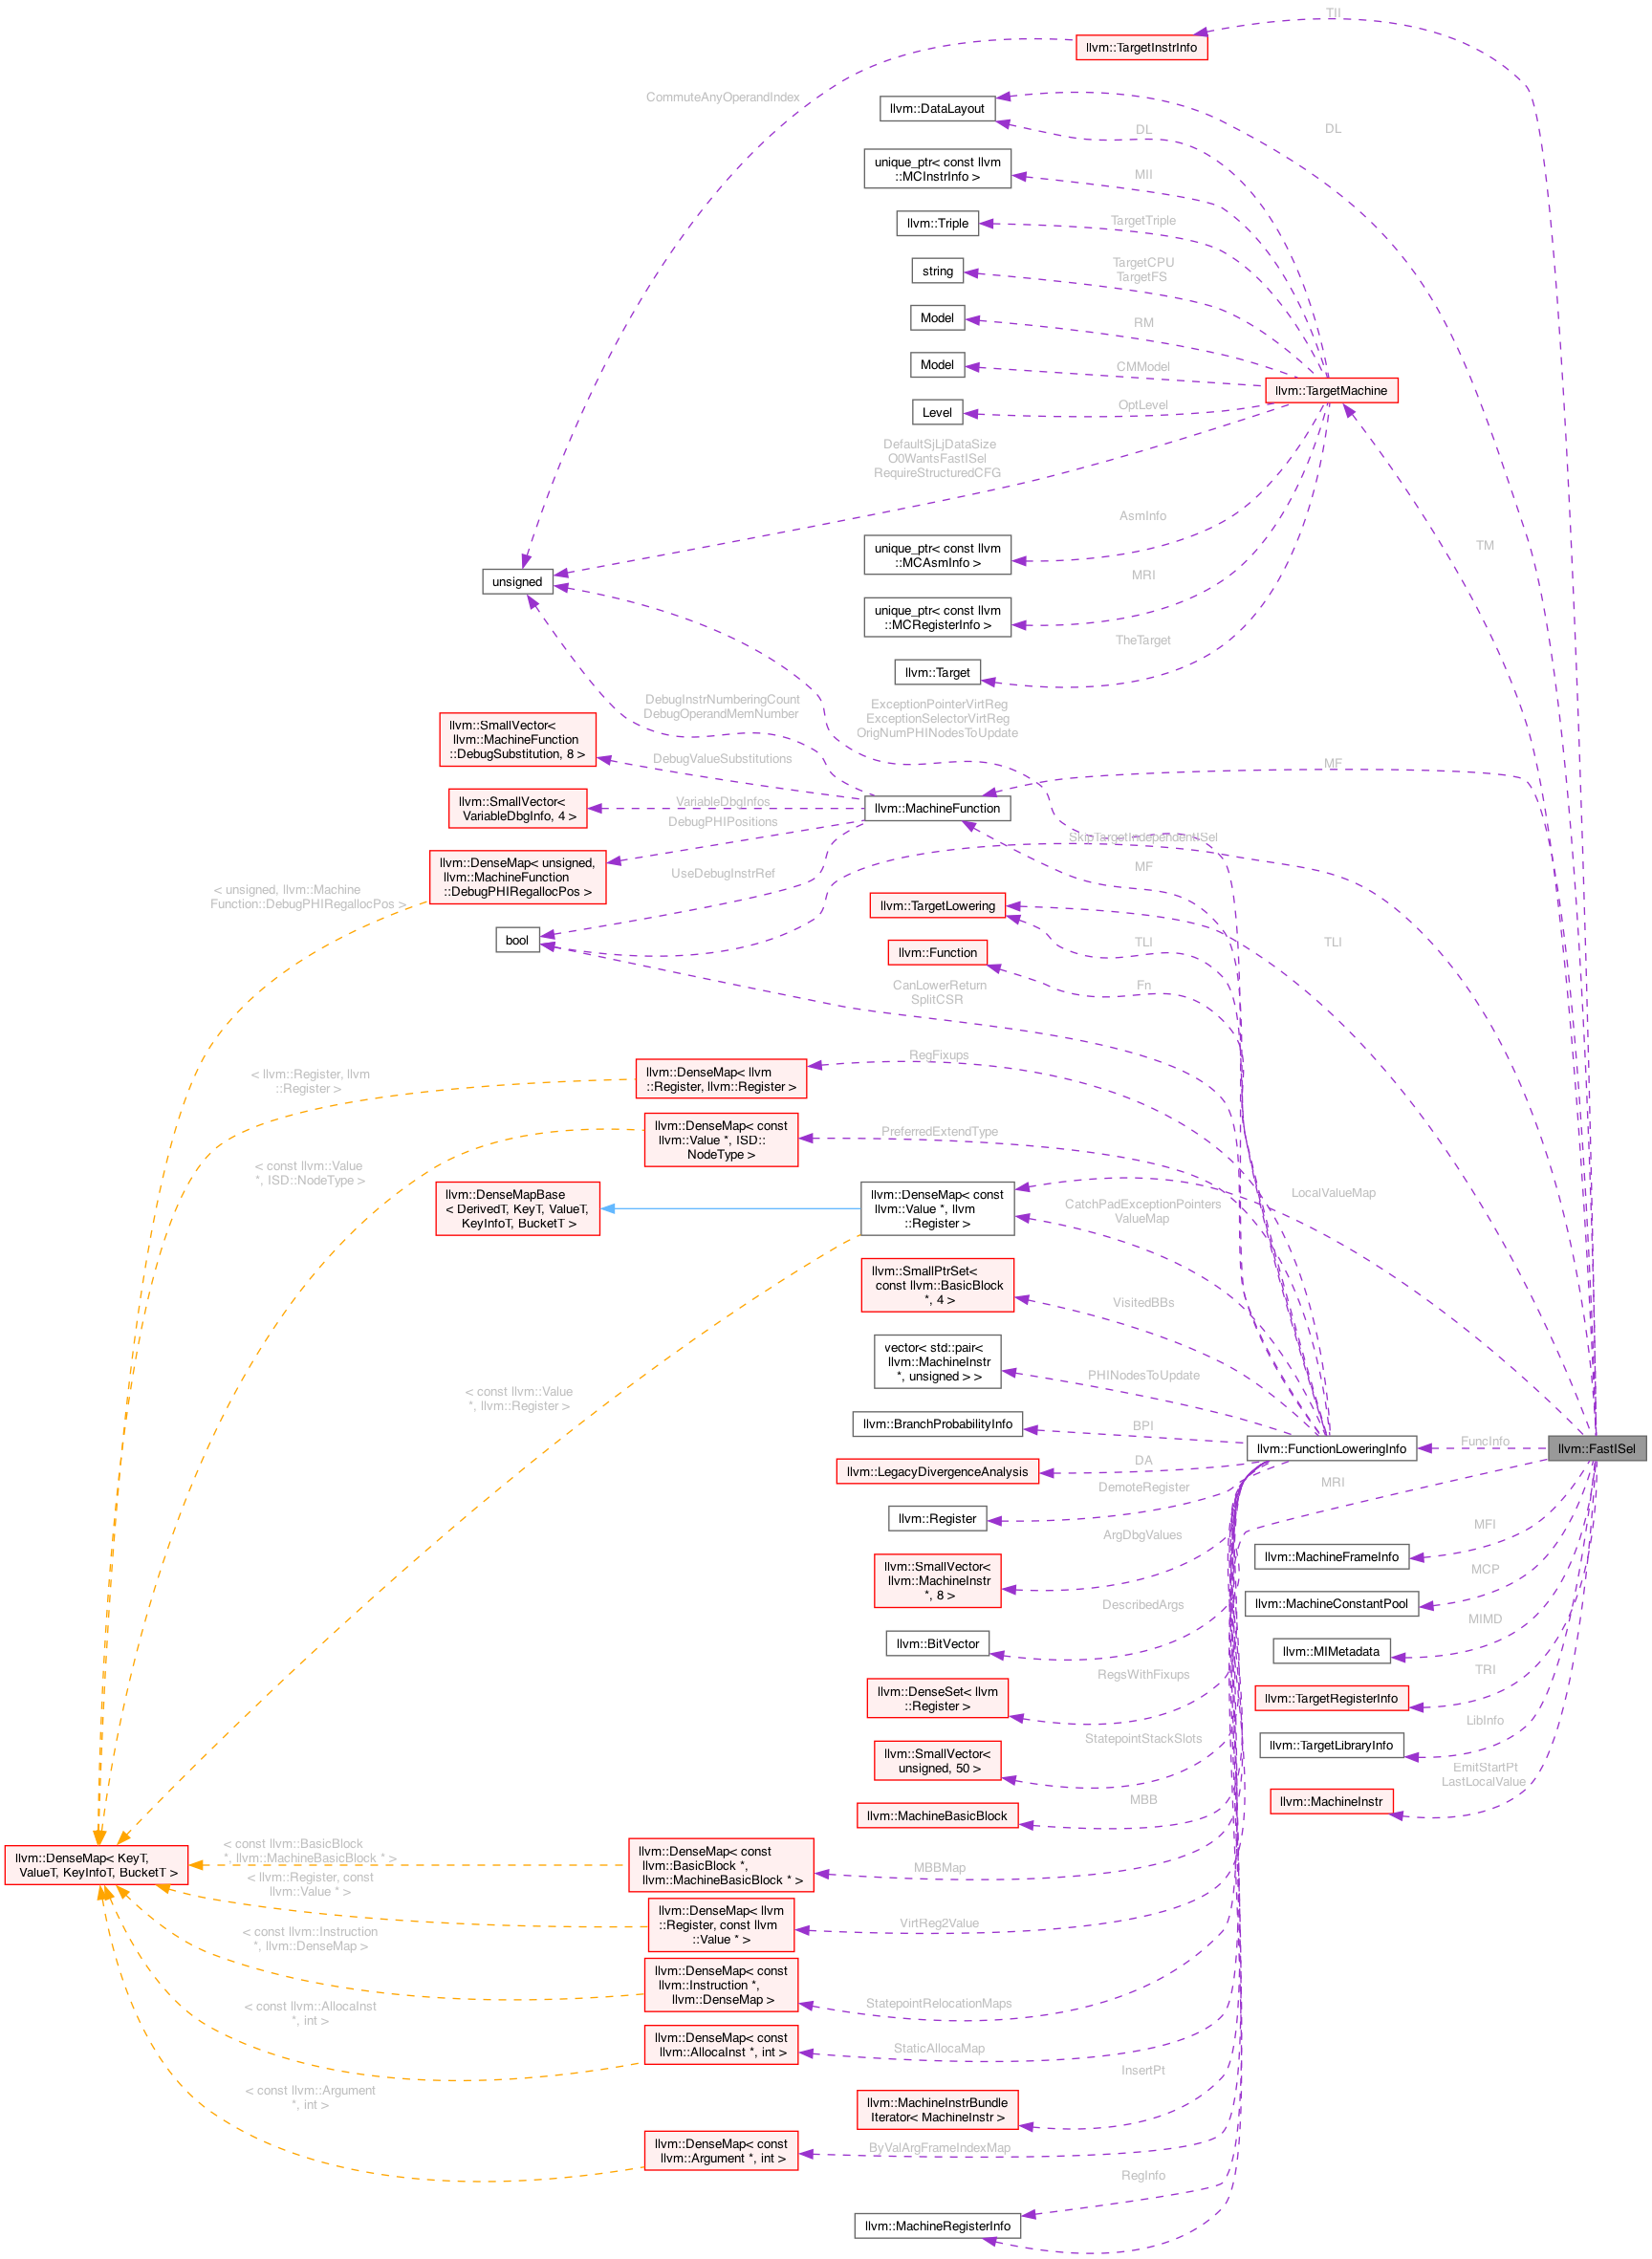 TII
llvm::TargetInstrInfo
CommuteAnyOperandIndex
llvm::DataLayout
DL
DL
unique_ptr< const llvm
::MCInstrInfo >
MII
llvm::Triple
TargetTriple
string
TargetCPU
TargetFS
Model
RM
Model
CMModel
llvm::TargetMachine
Level
OptLevel
DefaultSjLjDataSize
O0WantsFastISel
RequireStructuredCFG
AsmInfo
unique_ptr< const llvm
::MCAsmInfo >
TM
unsigned
MRI
unique_ptr< const llvm
::MCRegisterInfo >
TheTarget
llvm::Target
DebugInstrNumberingCount
DebugOperandMemNumber
ExceptionPointerVirtReg
ExceptionSelectorVirtReg
OrigNumPHINodesToUpdate
llvm::SmallVector<
llvm::MachineFunction
::DebugSubstitution, 8 >
DebugValueSubstitutions
MF
llvm::SmallVector<
VariableDbgInfo, 4 >
VariableDbgInfos
llvm::MachineFunction
DebugPHIPositions
SkipTargetIndependentISel
llvm::DenseMap< unsigned,
llvm::MachineFunction
::DebugPHIRegallocPos >
UseDebugInstrRef
MF
< unsigned, llvm::Machine
Function::DebugPHIRegallocPos >
llvm::TargetLowering
bool
TLI
TLI
llvm::Function
Fn
CanLowerReturn
SplitCSR
RegFixups
llvm::DenseMap< llvm
::Register, llvm::Register >
< llvm::Register, llvm
::Register >
llvm::DenseMap< const
llvm::Value *, ISD::
NodeType >
PreferredExtendType
< const llvm::Value
*, ISD::NodeType >
llvm::DenseMapBase
< DerivedT, KeyT, ValueT,
KeyInfoT, BucketT >
llvm::DenseMap< const
llvm::Value *, llvm
::Register >
CatchPadExceptionPointers
ValueMap
LocalValueMap
llvm::SmallPtrSet<
const llvm::BasicBlock
*, 4 >
VisitedBBs
vector< std::pair<
llvm::MachineInstr
*, unsigned > >
PHINodesToUpdate
< const llvm::Value
*, llvm::Register >
llvm::BranchProbabilityInfo
BPI
llvm::FunctionLoweringInfo
FuncInfo
llvm::FastISel
llvm::LegacyDivergenceAnalysis
DA
DemoteRegister
MRI
llvm::Register
ArgDbgValues
MFI
llvm::MachineFrameInfo
llvm::SmallVector<
llvm::MachineInstr
*, 8 >
MCP
llvm::MachineConstantPool
DescribedArgs
MIMD
llvm::BitVector
llvm::MIMetadata
RegsWithFixups
TRI
llvm::DenseSet< llvm
::Register >
llvm::TargetRegisterInfo
LibInfo
StatepointStackSlots
llvm::TargetLibraryInfo
llvm::SmallVector<
unsigned, 50 >
EmitStartPt
LastLocalValue
MBB
llvm::MachineBasicBlock
llvm::MachineInstr
llvm::DenseMap< KeyT,
ValueT, KeyInfoT, BucketT >
< const llvm::BasicBlock
*, llvm::MachineBasicBlock * >
llvm::DenseMap< const
llvm::BasicBlock *,
llvm::MachineBasicBlock * >
MBBMap
< llvm::Register, const
llvm::Value * >
llvm::DenseMap< llvm
::Register, const llvm
::Value * >
VirtReg2Value
< const llvm::Instruction
*, llvm::DenseMap >
llvm::DenseMap< const
llvm::Instruction *,
llvm::DenseMap >
StatepointRelocationMaps
< const llvm::AllocaInst
*, int >
llvm::DenseMap< const
llvm::AllocaInst *, int >
StaticAllocaMap
InsertPt
< const llvm::Argument
*, int >
llvm::MachineInstrBundle
Iterator< MachineInstr >
llvm::DenseMap< const
llvm::Argument *, int >
ByValArgFrameIndexMap
RegInfo
llvm::MachineRegisterInfo